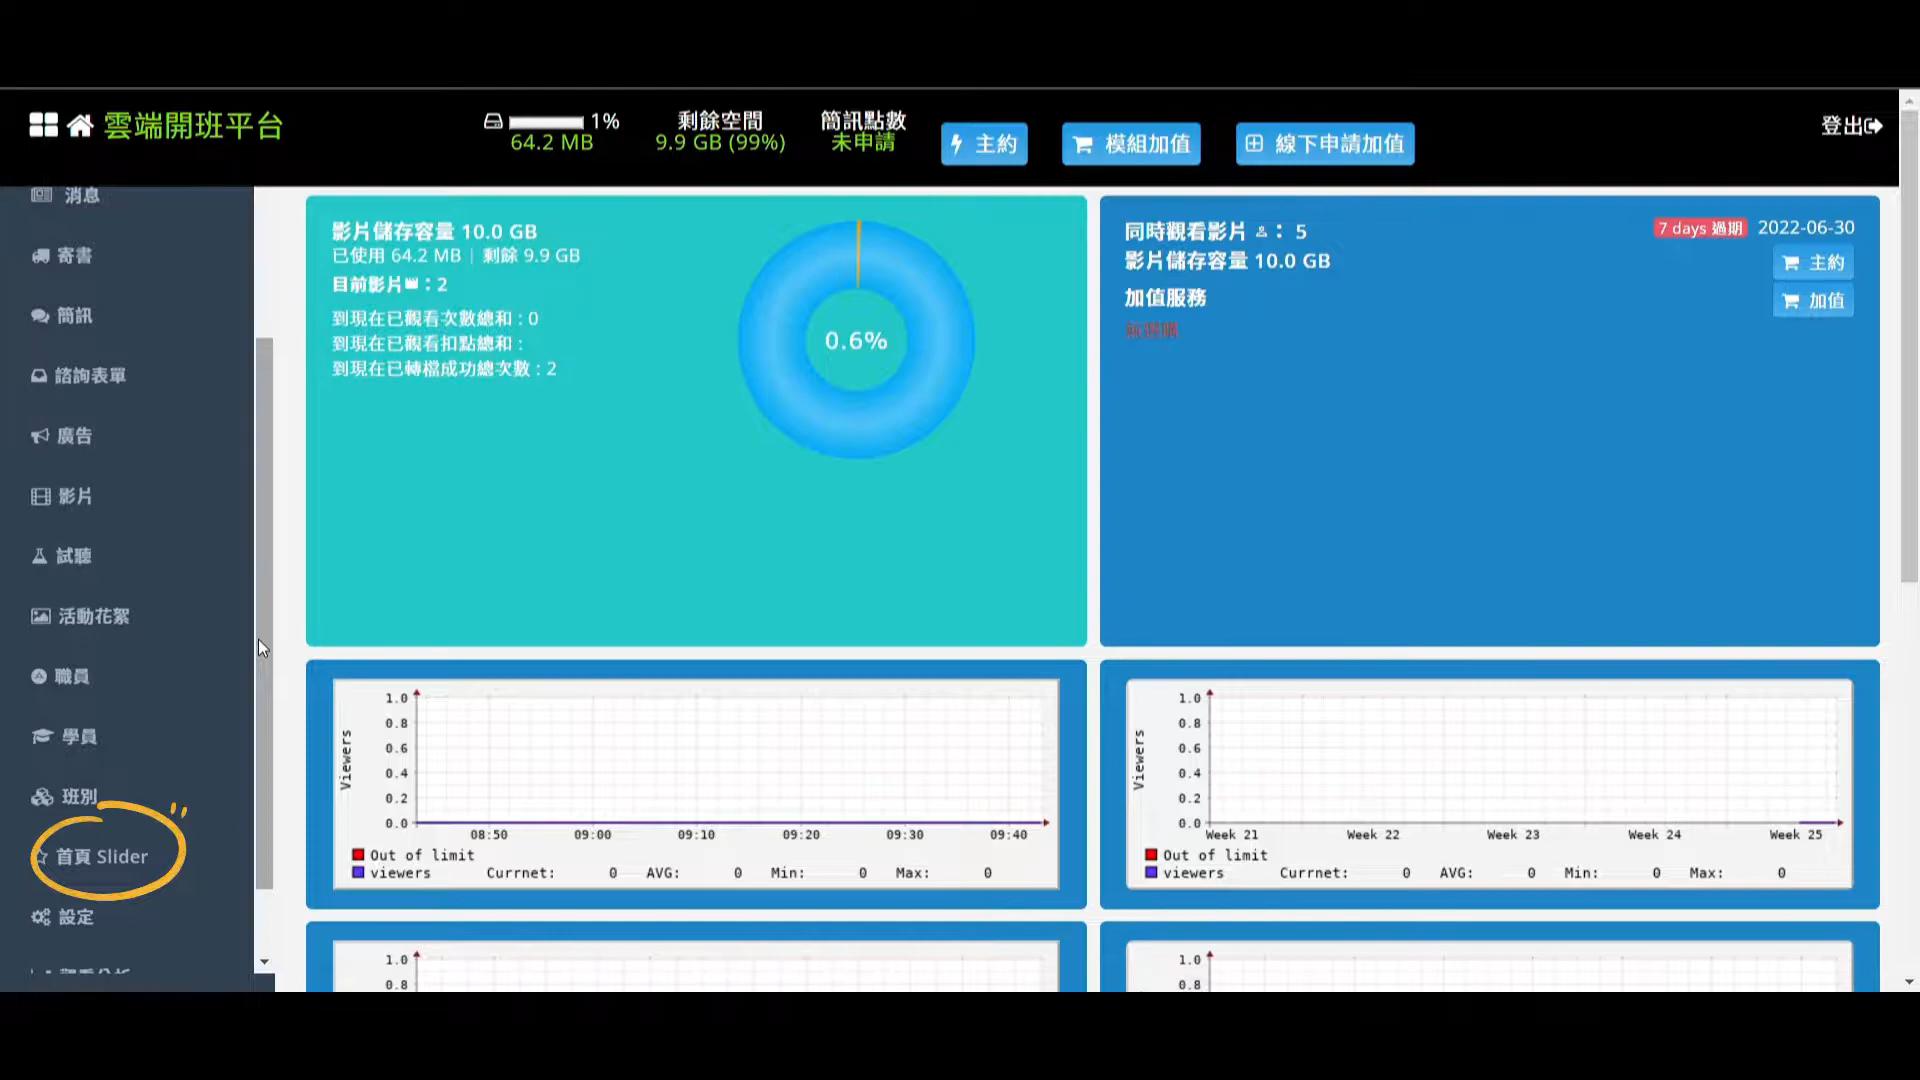 雲端開班平台
1%
64.2 MB
剩餘空間
9.9 GB (99%)
簡訊點數
未申請
主約
模組加值
線下申請加值
登出
消息
寄書
簡訊
諮詢表單
廣告
影片
試聽
活動花絮
職員
學員
班別
首頁 Slider
設定
影片儲存容量 10.0 GB
已使用 64.2 MB | 剩餘 9.9 GB
目前影片 : 2
到現在已觀看次數總和 : 0
到現在已觀看扣點總和 :
到現在已轉檔成功總次數 : 2
0.6%
同時觀看影片 : 5
影片儲存容量 10.0 GB
加值服務
7 days 過期 2022-06-30
主約
加值
Viewers
1.0
0.8
0.6
0.4
0.2
0.0
08:50 09:00 09:10 09:20 09:30 09:40
Out of limit
viewers Currnet: 0 AVG: 0 Min: 0 Max: 0
Viewers
1.0
0.8
0.6
0.4
0.2
0.0
Week 21 Week 22 Week 23 Week 24 Week 25
Out of limit
viewers Currnet: 0 AVG: 0 Min: 0 Max: 0
1.0
0.8
1.0
0.8